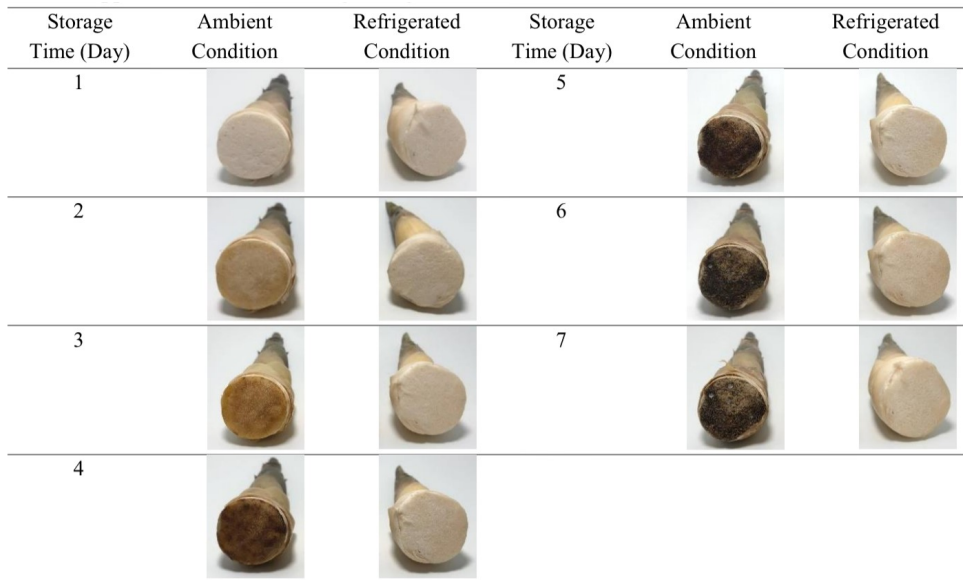 Storage Ambient Refrigerated Storage Ambient Refrigerated
Time (Day) Condition Condition Time (Day) Condition Condition
1 5
2 6
3 7
4